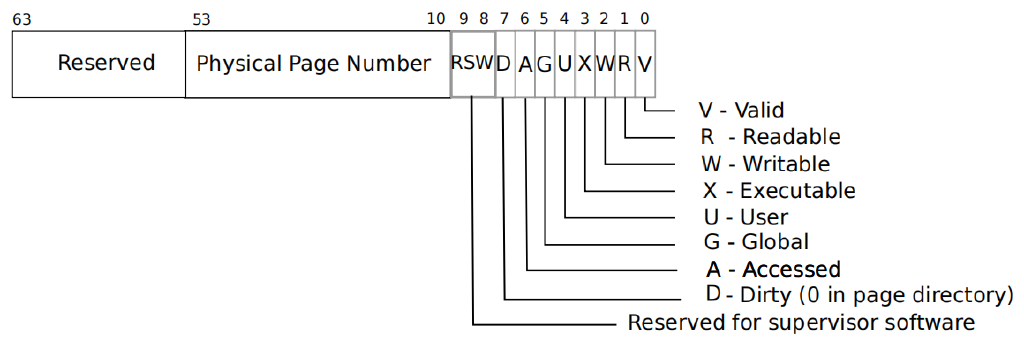 63 53 10 9 8 7 6 5 4 3 2 1 0
Reserved Physical Page Number RSW D A G U X W R V
V - Valid
R - Readable
W - Writable
X - Executable
U - User
G - Global
A - Accessed
D - Dirty (0 in page directory)
Reserved for supervisor software